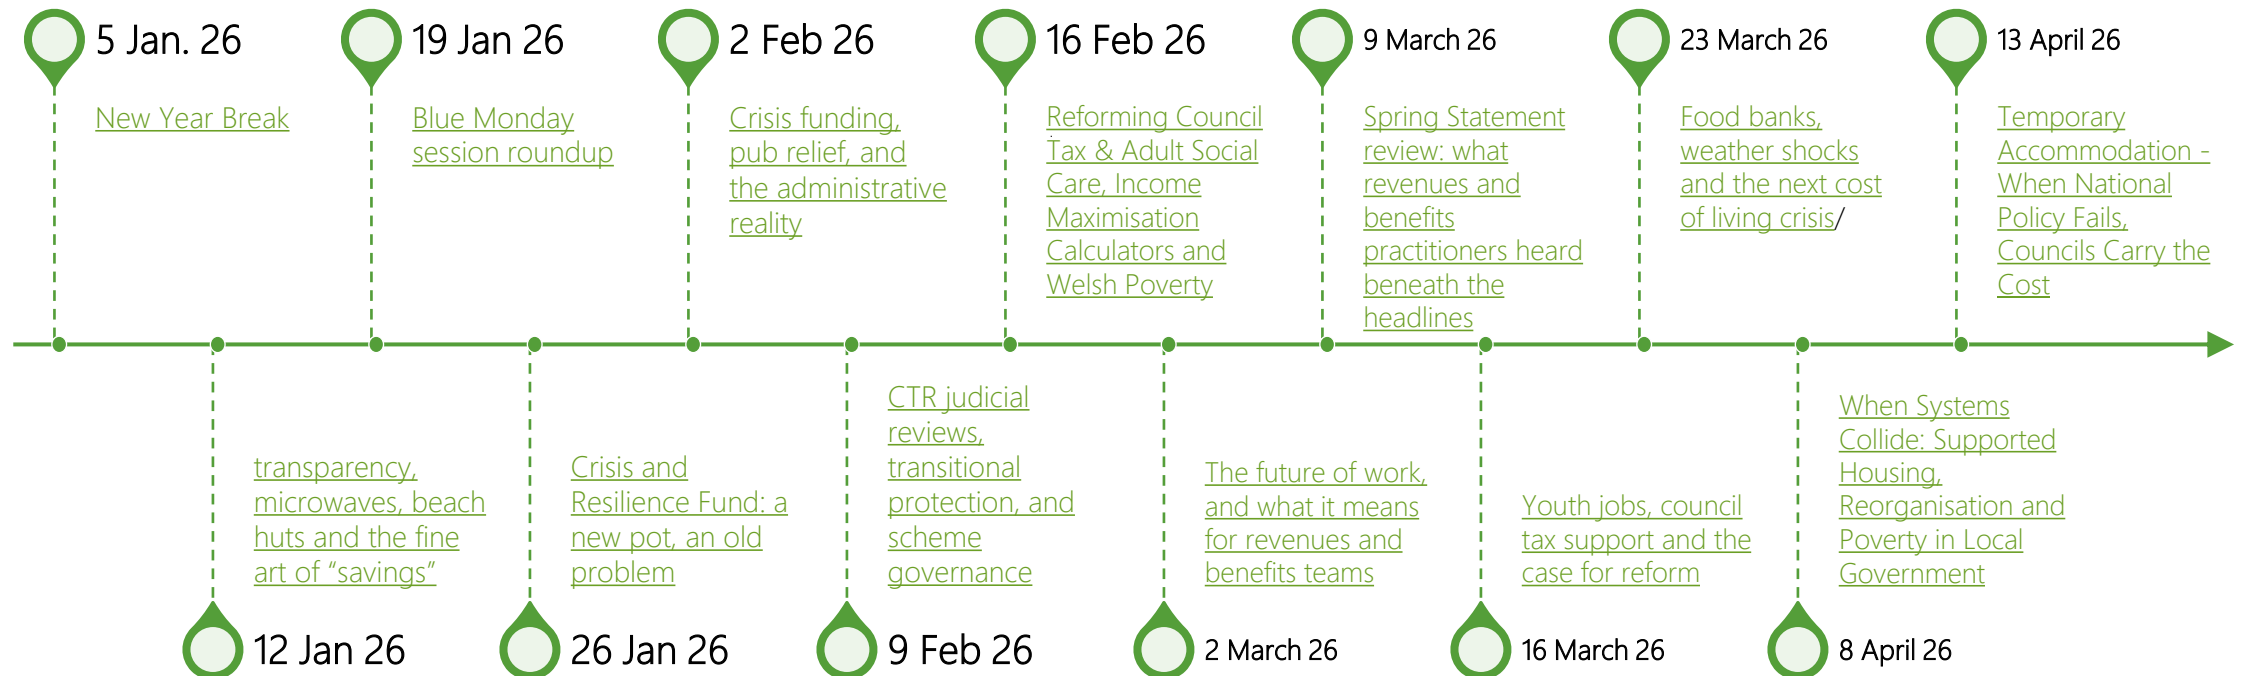 5 Jan. 26
New Year Break
19 Jan 26
Blue Monday
session roundup
2 Feb 26
Crisis funding,
pub relief, and
the administrative
reality
16 Feb 26
Reforming Council
Tax & Adult Social
Care, Income
Maximisation
Calculators and
Welsh Poverty
9 March 26
Spring Statement
review: what
revenues and
benefits
practitioners heard
beneath the
headlines
23 March 26
Food banks,
weather shocks
and the next cost
of living crisis/
13 April 26
Temporary
Accommodation -
When National
Policy Fails,
Councils Carry the
Cost
transparency,
microwaves, beach
huts and the fine
art of “savings”
12 Jan 26
Crisis and
Resilience Fund: a
new pot, an old
problem
26 Jan 26
CTR judicial
reviews,
transitional
protection, and
scheme
governance
9 Feb 26
The future of work,
and what it means
for revenues and
benefits teams
2 March 26
Youth jobs, council
tax support and the
case for reform
16 March 26
When Systems
Collide: Supported
Housing,
Reorganisation and
Poverty in Local
Government
8 April 26